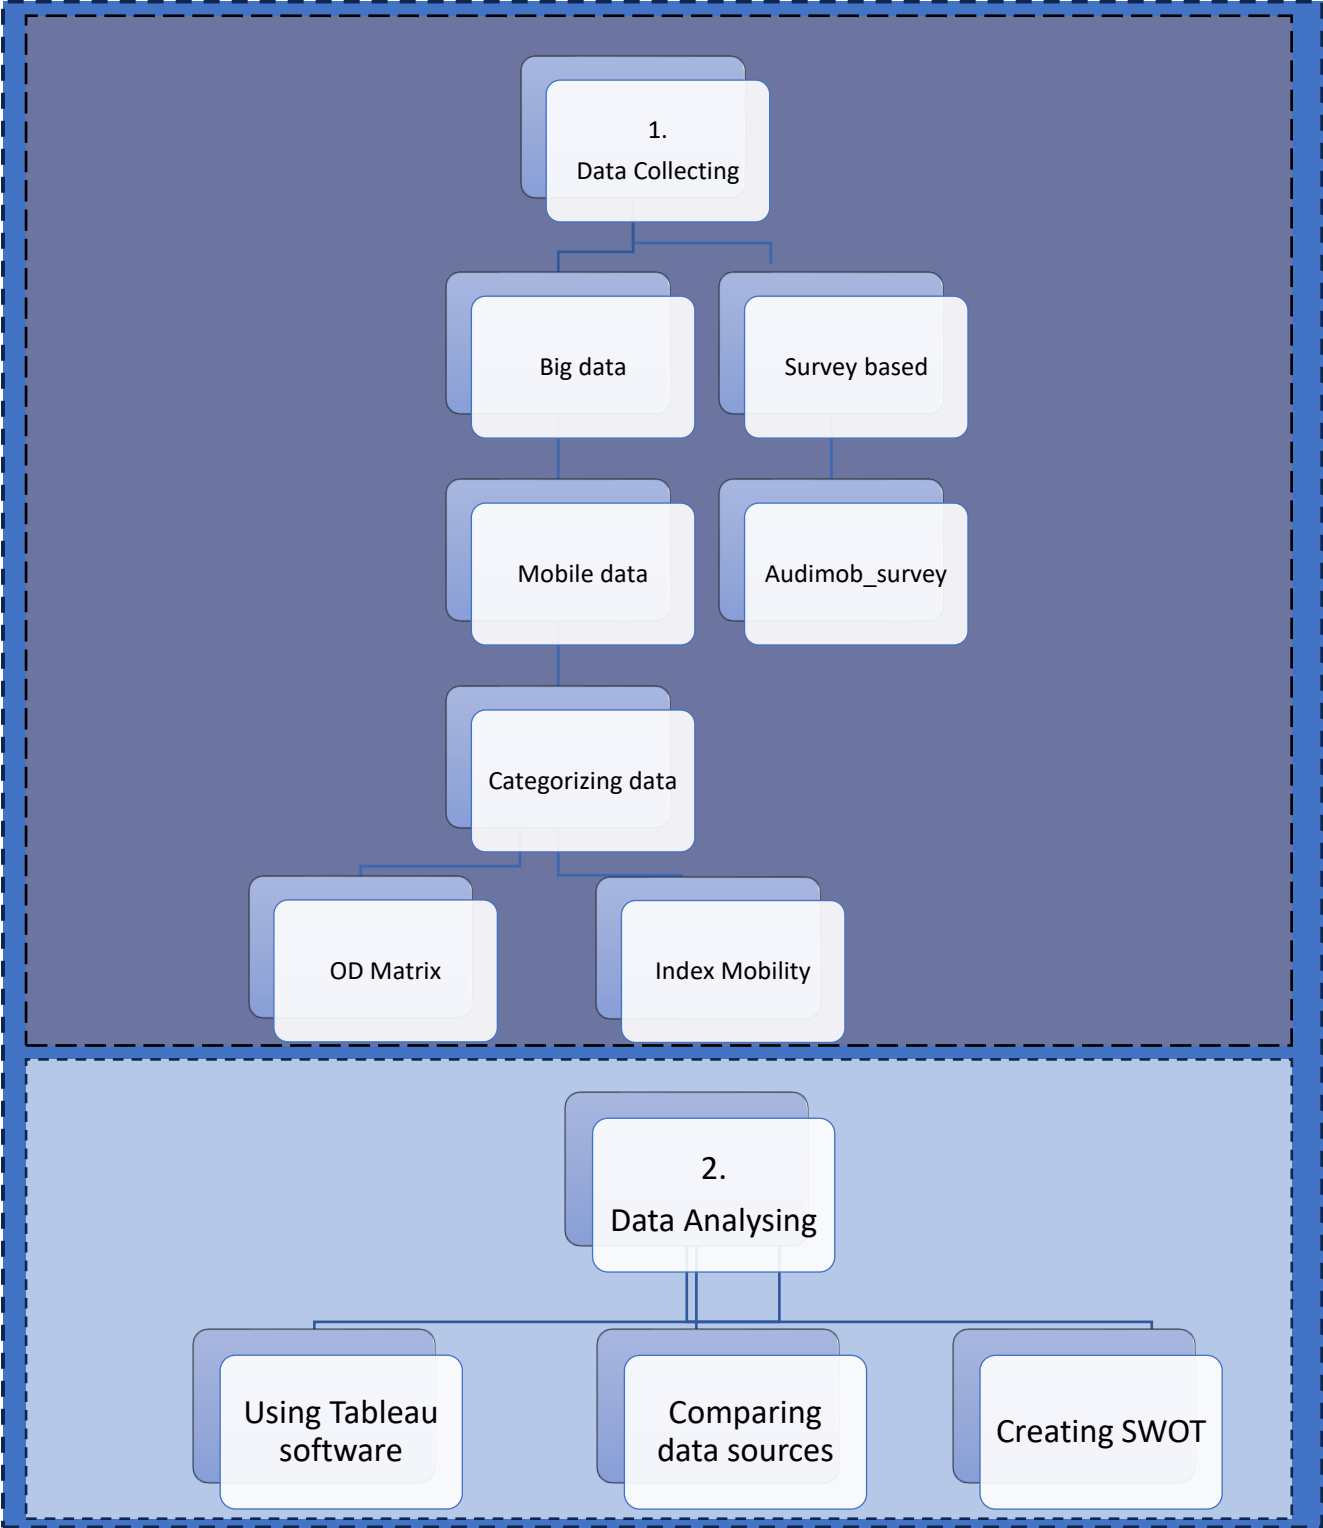 1.
Data Collecting
Big data
Survey based
Mobile data
Audimob_survey
Categorizing data
OD Matrix
Index Mobility
2.
Data Analysing
Using Tableau
software
Comparing
data sources
Creating SWOT